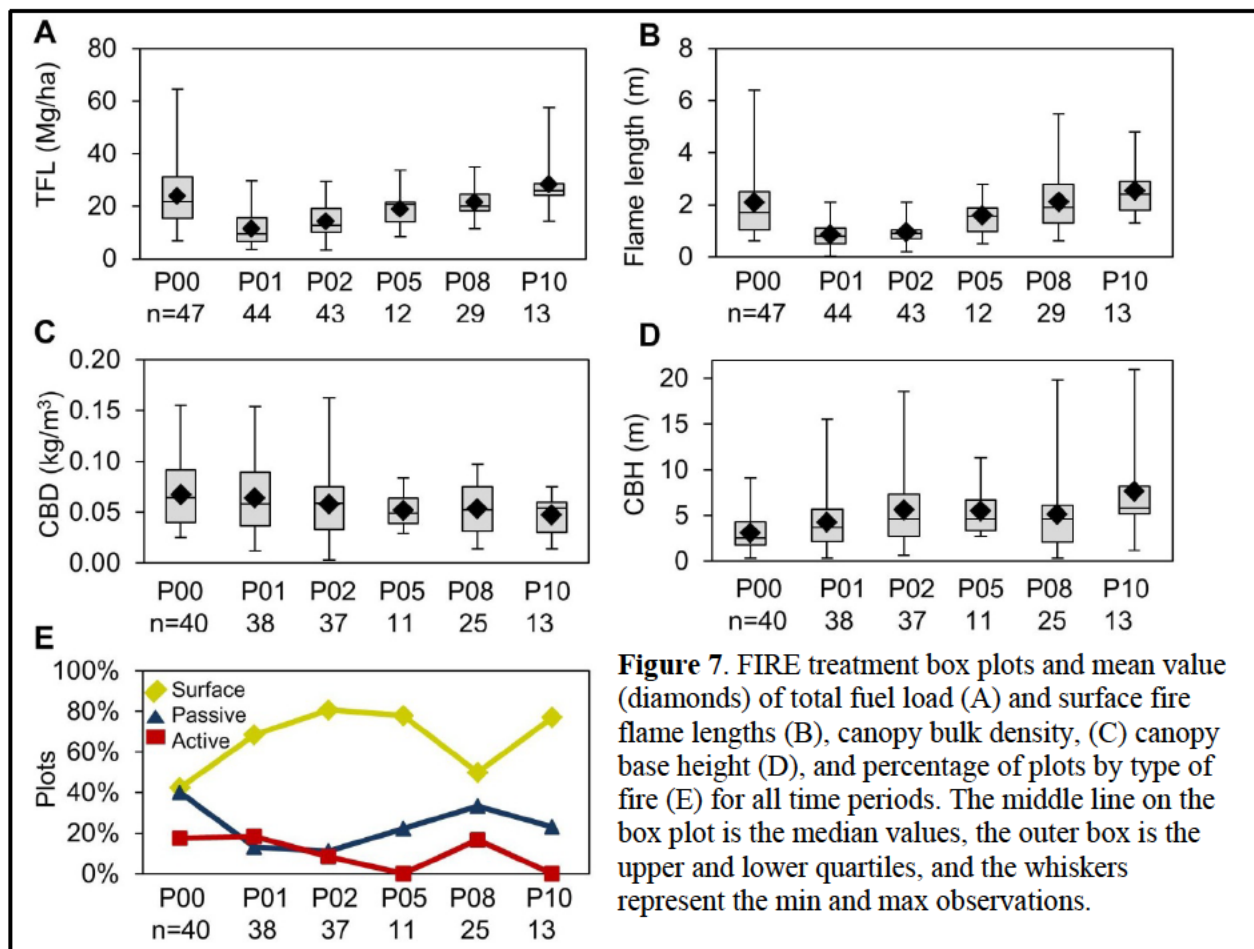 A
TFL (Mg/ha)
80
60
40
20
0
P00 P01 P02 P05 P08 P10
n=47 44 43 12 29 13
B
Flame length (m)
8
6
4
2
0
P00 P01 P02 P05 P08 P10
n=47 44 43 12 29 13
C
CBD (kg/m³)
0.20
0.15
0.10
0.05
0.00
P00 P01 P02 P05 P08 P10
n=40 38 37 11 25 13
D
CBH (m)
20
15
10
5
0
P00 P01 P02 P05 P08 P10
n=40 38 37 11 25 13
E
Plots
100%
80%
60%
40%
20%
0%
Surface
Passive
Active
P00 P01 P02 P05 P08 P10
n=40 38 37 11 25 13
Figure 7. FIRE treatment box plots and mean value
(diamonds) of total fuel load (A) and surface fire
flame lengths (B), canopy bulk density, (C) canopy
base height (D), and percentage of plots by type of
fire (E) for all time periods. The middle line on the
box plot is the median values, the outer box is the
upper and lower quartiles, and the whiskers
represent the min and max observations.